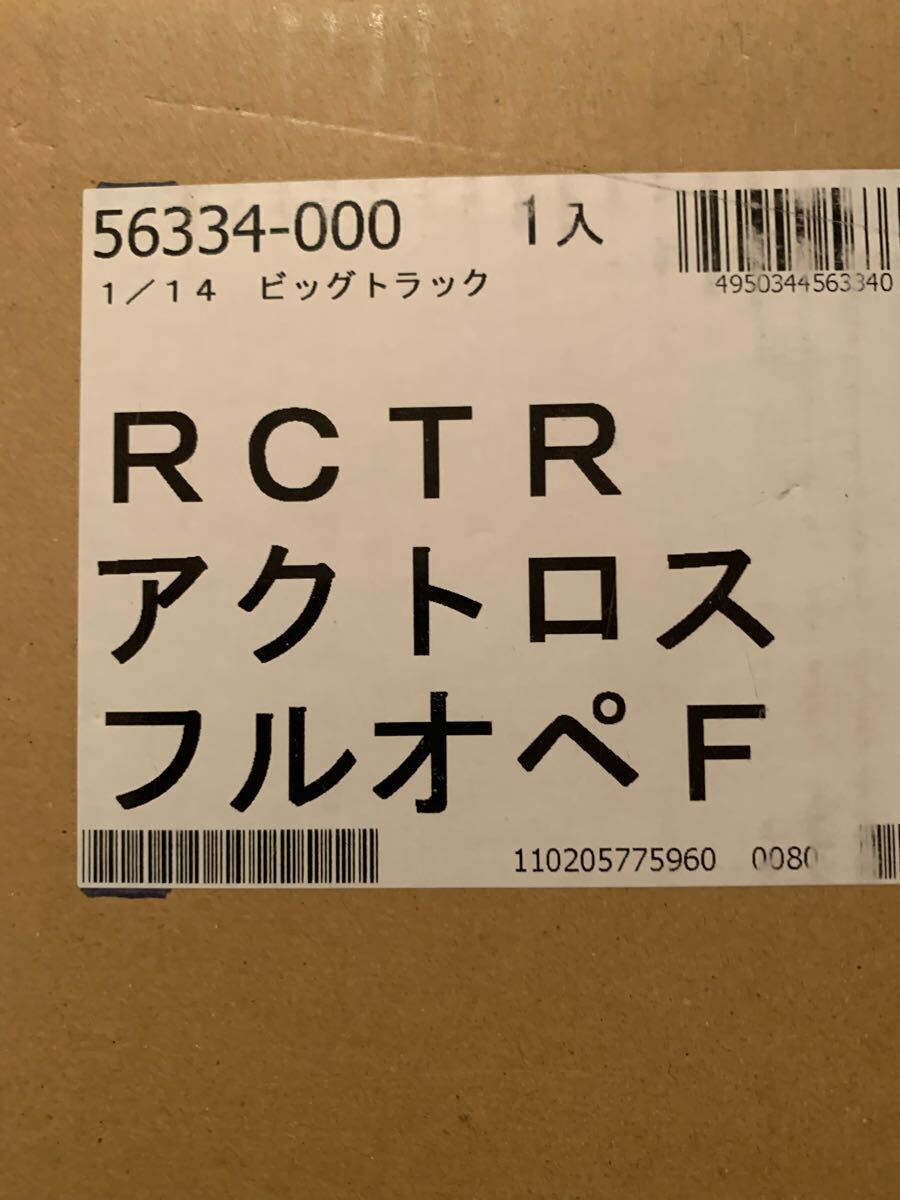 56334-000 1入
4950344563340
1／14 ビッグトラック
RCTR
アクトロス
フルオペF
110205775960 0080